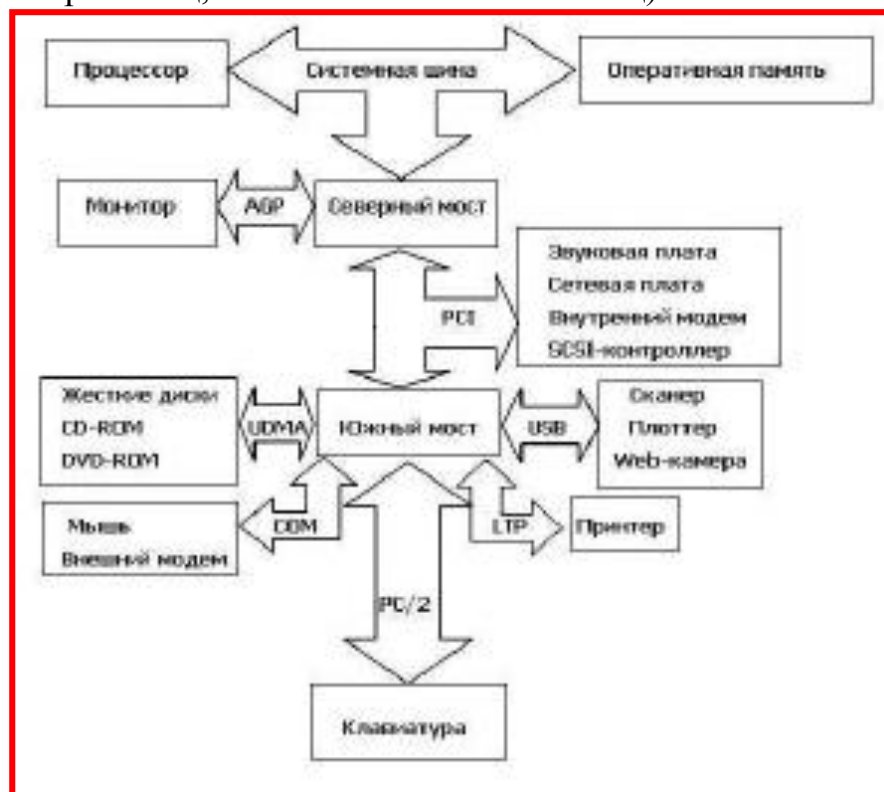 Процессор
Системная шина
Оперативная память
Монитор
AGP
Северный мост
Звуковая плата
Сетевая плата
Внутренний модем
SCSI-контроллер
PCI
Жесткие диски
CD-ROM
DVD-ROM
UDMA
Южный мост
USB
Сканер
Плоттер
Web-камера
Мышь
Внешний модем
COM
LTP
Принтер
PC/2
Клавиатура